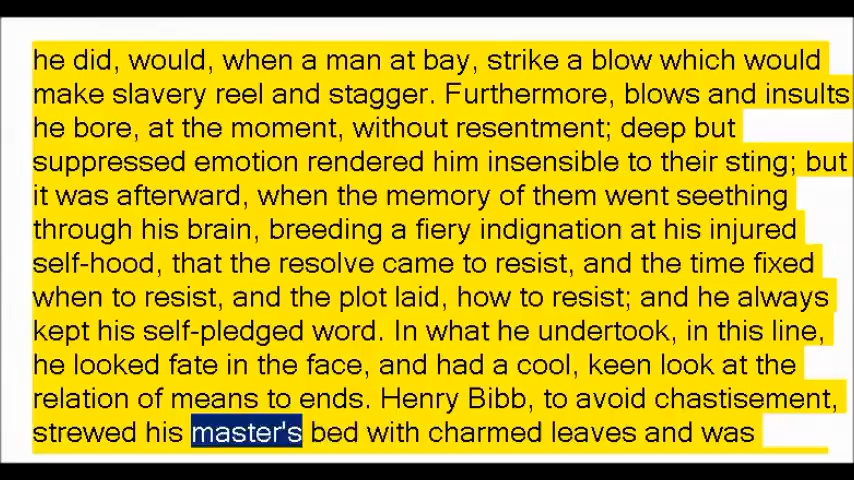 he did, would, when a man at bay, strike a blow which would
make slavery reel and stagger. Furthermore, blows and insults
he bore, at the moment, without resentment; deep but
suppressed emotion rendered him insensible to their sting; but
it was afterward, when the memory of them went seething
through his brain, breeding a fiery indignation at his injured
self-hood, that the resolve came to resist, and the time fixed
when to resist, and the plot laid, how to resist; and he always
kept his self-pledged word. In what he undertook, in this line,
he looked fate in the face, and had a cool, keen look at the
relation of means to ends. Henry Bibb, to avoid chastisement,
strewed his master's bed with charmed leaves and was